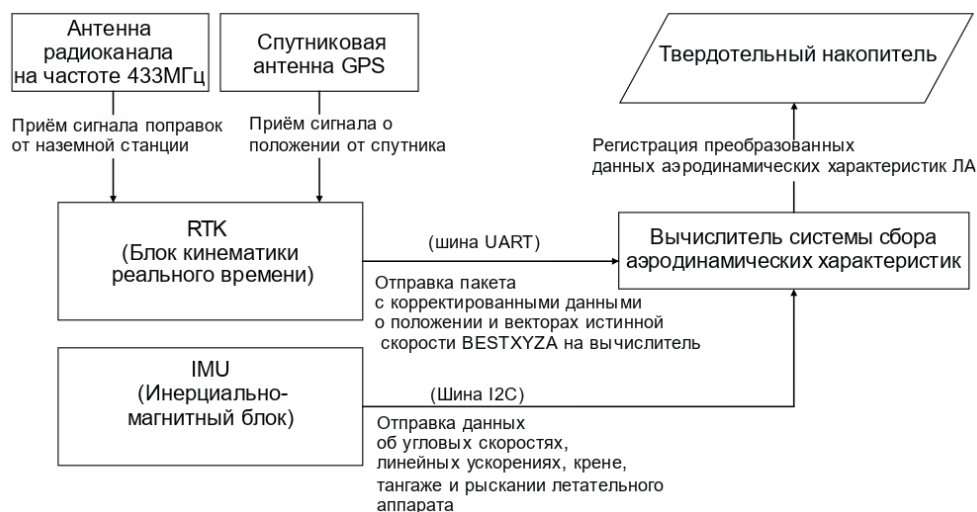 Антенна
радиоканала
на частоте 433МГц
Спутниковая
антенна GPS
Твердотельный накопитель
Приём сигнала поправок
от наземной станции
Приём сигнала о
положении от спутника
Регистрация преобразованных
данных аэродинамических характеристик ЛА
RTK
(Блок кинематики
реального времени)
(шина UART)
Вычислитель системы сбора
аэродинамических характеристик
Отправка пакета
с корректированными данными
о положении и векторах истинной
скорости BESTXYZA на вычислитель
IMU
(Инерциально-
магнитный блок)
(Шина I2C)
Отправка данных
об угловых скоростях,
линейных ускорениях, крене,
тангаже и рыскании летательного
аппарата